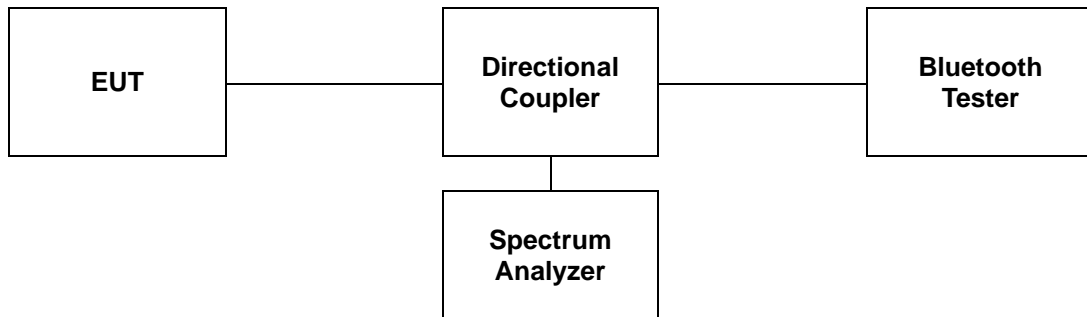 EUT
Directional
Coupler
Bluetooth
Tester
Spectrum
Analyzer